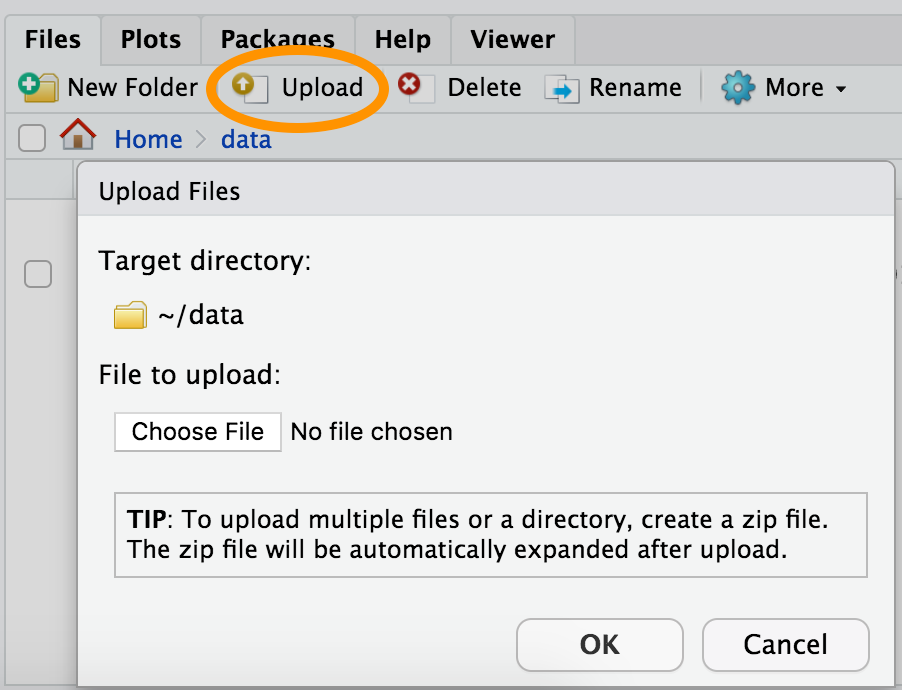 Files Plots Packages Help Viewer
New Folder Upload Delete Rename More
Home data
Upload Files
Target directory:
~/data
File to upload:
Choose File No file chosen
TIP: To upload multiple files or a directory, create a zip file.
The zip file will be automatically expanded after upload.
OK Cancel